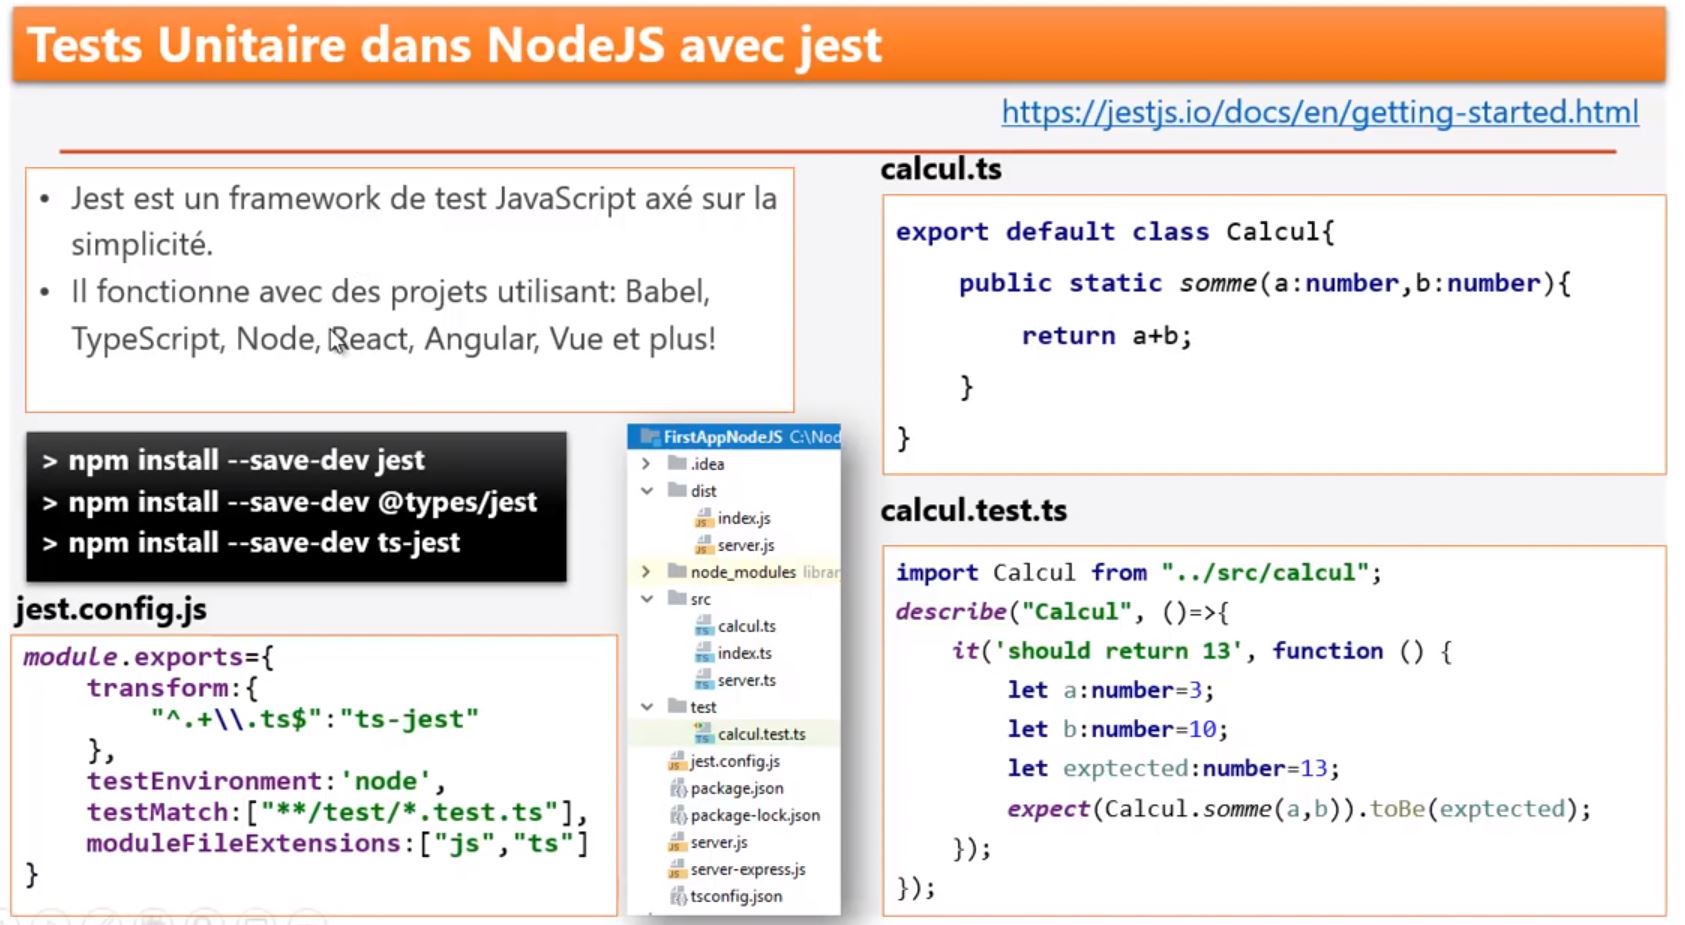 Tests Unitaire dans NodeJS avec jest
https://jestjs.io/docs/en/getting-started.html
• Jest est un framework de test JavaScript axé sur la
simplicité.
• Il fonctionne avec des projets utilisant: Babel,
TypeScript, Node, React, Angular, Vue et plus!
> npm install --save-dev jest
> npm install --save-dev @types/jest
> npm install --save-dev ts-jest
jest.config.js
module.exports={
    transform:{
        "^.+\\.ts$":"ts-jest"
    },
    testEnvironment:'node',
    testMatch:["**/test/*.test.ts"],
    moduleFileExtensions:["js","ts"]
}
FirstAppNodeJS C:\Nod
.idea
dist
index.js
server.js
node_modules librar
src
calcul.ts
index.ts
server.ts
test
calcul.test.ts
jest.config.js
package.json
package-lock.json
server.js
server-express.js
tsconfig.json
calcul.ts
export default class Calcul{
    public static somme(a:number,b:number){
        return a+b;
    }
}
calcul.test.ts
import Calcul from "../src/calcul";
describe("Calcul", ()=>{
    it('should return 13', function () {
        let a:number=3;
        let b:number=10;
        let exptected:number=13;
        expect(Calcul.somme(a,b)).toBe(exptected);
    });
});